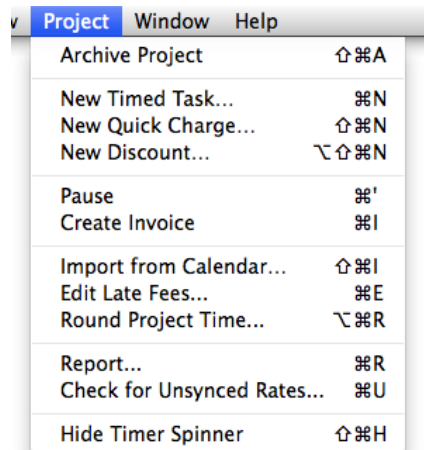 w Project Window Help
Archive Project ⇧⌘A
New Timed Task... ⌘N
New Quick Charge... ⇧⌘N
New Discount... ⌥⇧⌘N
Pause ⌘'
Create Invoice ⌘I
Import from Calendar... ⇧⌘I
Edit Late Fees... ⌘E
Round Project Time... ⌥⌘R
Report... ⌘R
Check for Unsynced Rates... ⌘U
Hide Timer Spinner ⇧⌘H